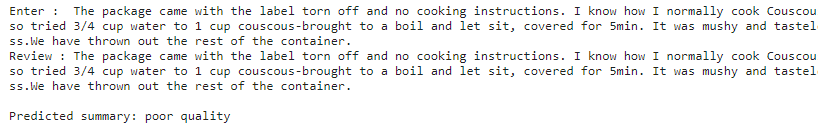 Enter :  The package came with the label torn off and no cooking instructions. I know how I normally cook Couscou
so tried 3/4 cup water to 1 cup couscous-brought to a boil and let sit, covered for 5min. It was mushy and tastel
ss.We have thrown out the rest of the container.
Review : The package came with the label torn off and no cooking instructions. I know how I normally cook Couscou
so tried 3/4 cup water to 1 cup couscous-brought to a boil and let sit, covered for 5min. It was mushy and tastel
ss.We have thrown out the rest of the container.

Predicted summary: poor quality